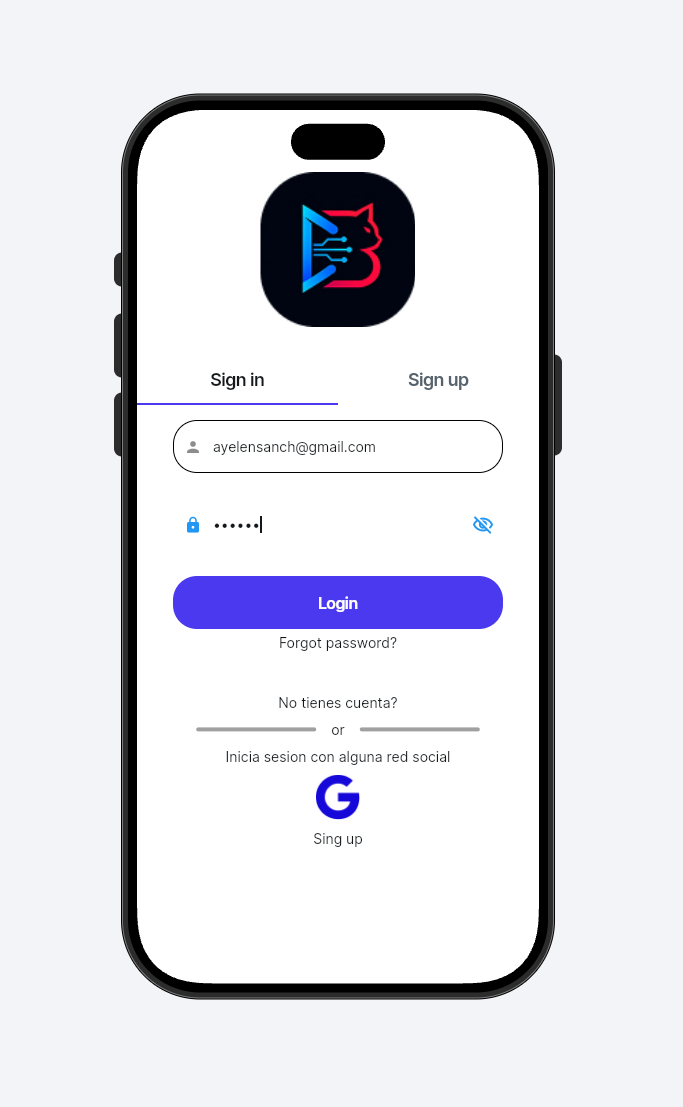 Sign in
Sign up
ayelensanch@gmail.com
••••••
Login
Forgot password?
No tienes cuenta?
or
Inicia sesion con alguna red social
G
Sing up